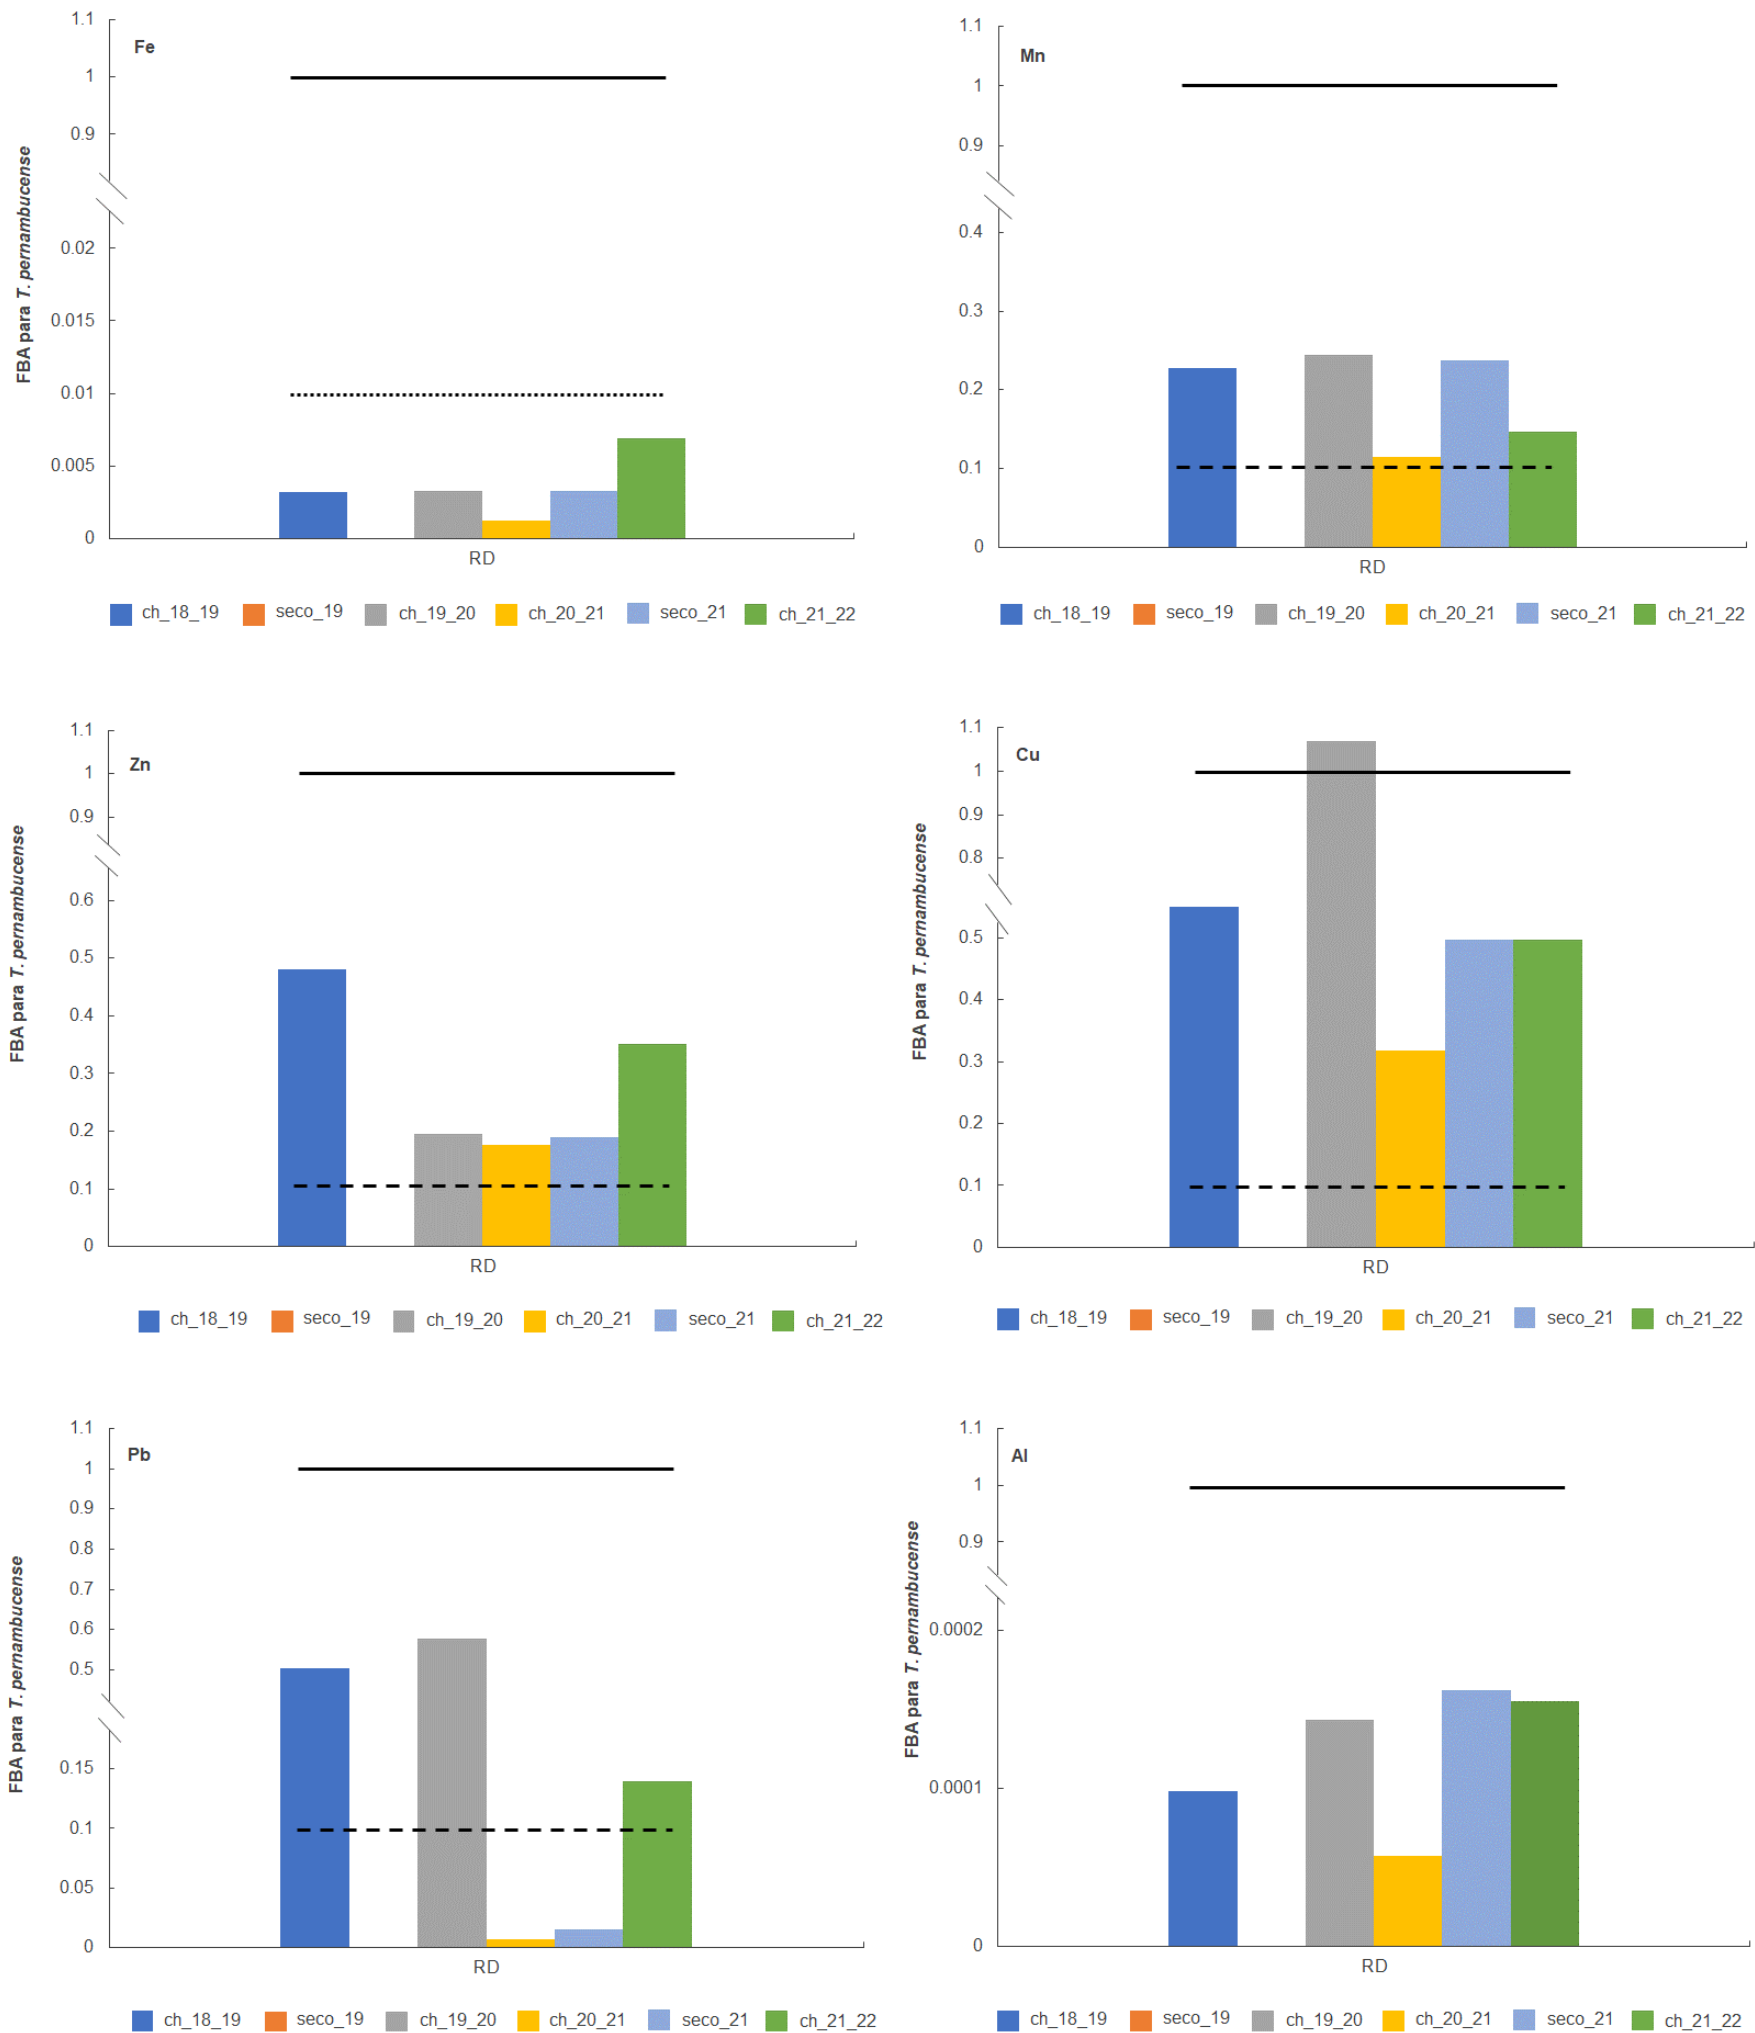 Fe
1.1
1
0.9
0.02
0.015
0.01
0.005
0
FBA para T. pernambucense
RD
ch_18_19 seco_19 ch_19_20 ch_20_21 seco_21 ch_21_22
Mn
1.1
1
0.9
0.4
0.3
0.2
0.1
0
RD
ch_18_19 seco_19 ch_19_20 ch_20_21 seco_21 ch_21_22
Zn
1.1
1
0.9
0.6
0.5
0.4
0.3
0.2
0.1
0
FBA para T. pernambucense
RD
ch_18_19 seco_19 ch_19_20 ch_20_21 seco_21 ch_21_22
Cu
1.1
1
0.9
0.8
0.5
0.4
0.3
0.2
0.1
0
FBA para T. pernambucense
RD
ch_18_19 seco_19 ch_19_20 ch_20_21 seco_21 ch_21_22
Pb
1.1
1
0.9
0.8
0.7
0.6
0.5
0.15
0.1
0.05
0
FBA para T. pernambucense
RD
ch_18_19 seco_19 ch_19_20 ch_20_21 seco_21 ch_21_22
Al
1.1
1
0.9
0.0002
0.0001
0
FBA para T. pernambucense
RD
ch_18_19 seco_19 ch_19_20 ch_20_21 seco_21 ch_21_22